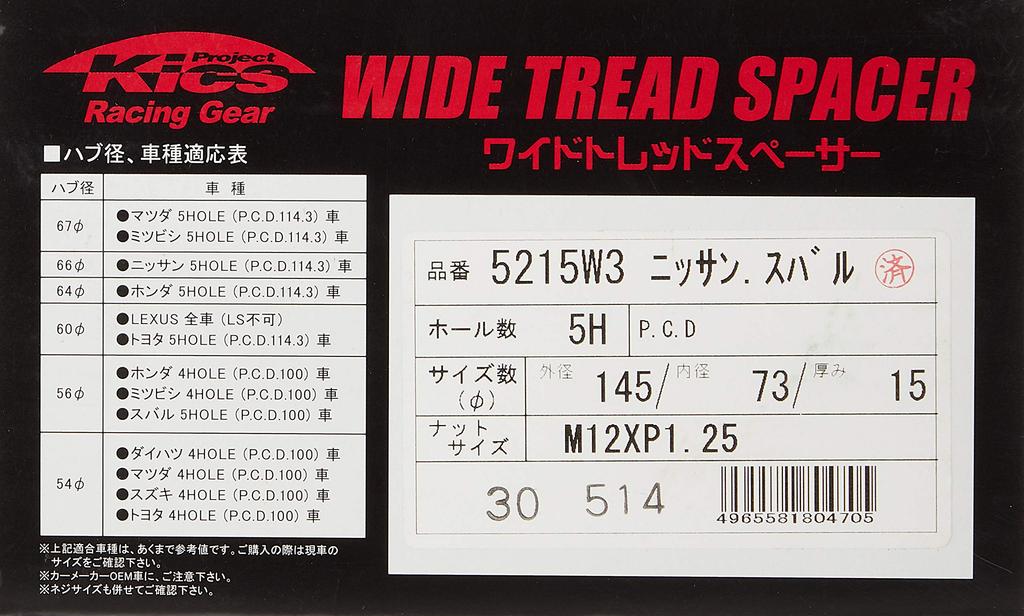 Project
Kics
Racing Gear
WIDE TREAD SPACER
ワイドトレッドスペーサー
■ハブ径、車種適応表
ハブ径 車種
67φ ●マツダ 5HOLE (P.C.D.114.3) 車
●ミツビシ 5HOLE (P.C.D.114.3) 車
66φ ●ニッサン 5HOLE (P.C.D.114.3) 車
64φ ●ホンダ 5HOLE (P.C.D.114.3) 車
60φ ●LEXUS 全車 (LS不可)
●トヨタ 5HOLE (P.C.D.114.3) 車
56φ ●ホンダ 4HOLE (P.C.D.100) 車
●ミツビシ 4HOLE (P.C.D.100) 車
●スバル 5HOLE (P.C.D.100) 車
54φ ●ダイハツ 4HOLE (P.C.D.100) 車
●マツダ 4HOLE (P.C.D.100) 車
●スズキ 4HOLE (P.C.D.100) 車
●トヨタ 4HOLE (P.C.D.100) 車
※上記適合車種は、あくまで参考値です。ご購入の際は現車の
サイズをご確認下さい。
※カーメーカーOEM車に、ご注意下さい。
※ネジサイズも併せてご確認下さい。
品番 5215W3 ニッサン.スバル 済
ホール数 5H P.C.D
サイズ数 外径 145/ 内径 73/ 厚み 15
(φ)
ナット
サイズ M12XP1.25
30 514
4965581804705